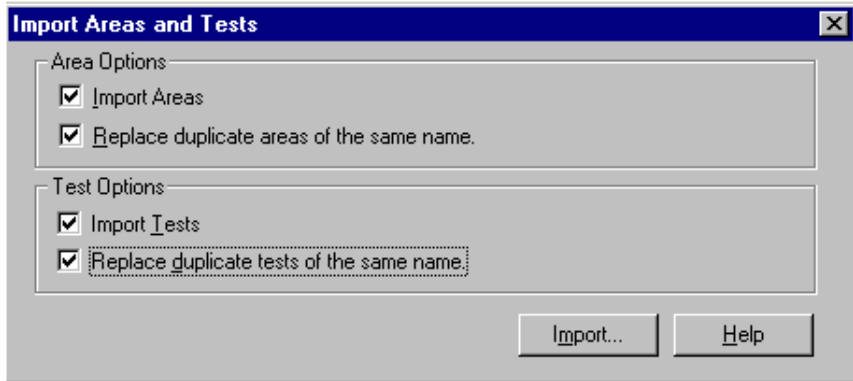 Import Areas and Tests
Area Options
Import Areas
Replace duplicate areas of the same name.
Test Options
Import Tests
Replace duplicate tests of the same name.
Import...
Help